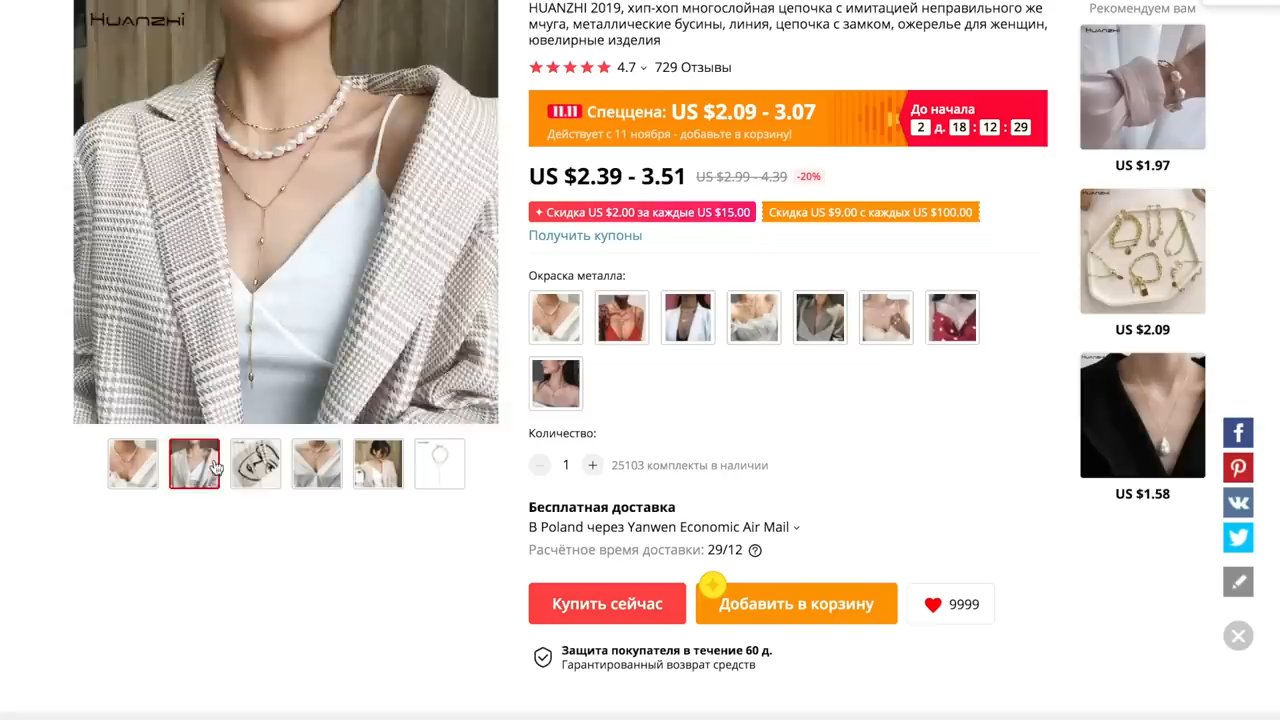 HUANZHI
HUANZHI 2019, хип-хоп многослойная цепочка с имитацией неправильного же
мчуга, металлические бусины, линия, цепочка с замком, ожерелье для женщин,
ювелирные изделия
4.7 729 Отзывы
11.11 Спеццена: US $2.09 - 3.07
Действует с 11 ноября - добавьте в корзину!
До начала
2 д. 18 : 12 : 29
US $2.39 - 3.51 US $2.99 - 4.39 -20%
Скидка US $2.00 за каждые US $15.00 Скидка US $9.00 с каждых US $100.00
Получить купоны
Окраска металла:
Количество:
1 + 25103 комплекты в наличии
Бесплатная доставка
В Poland через Yanwen Economic Air Mail
Расчётное время доставки: 29/12
Купить сейчас
Добавить в корзину
9999
Защита покупателя в течение 60 д.
Гарантированный возврат средств
Рекомендуем вам
HUANZHI
US $1.97
HUANZHI
US $2.09
HUANZHI
US $1.58